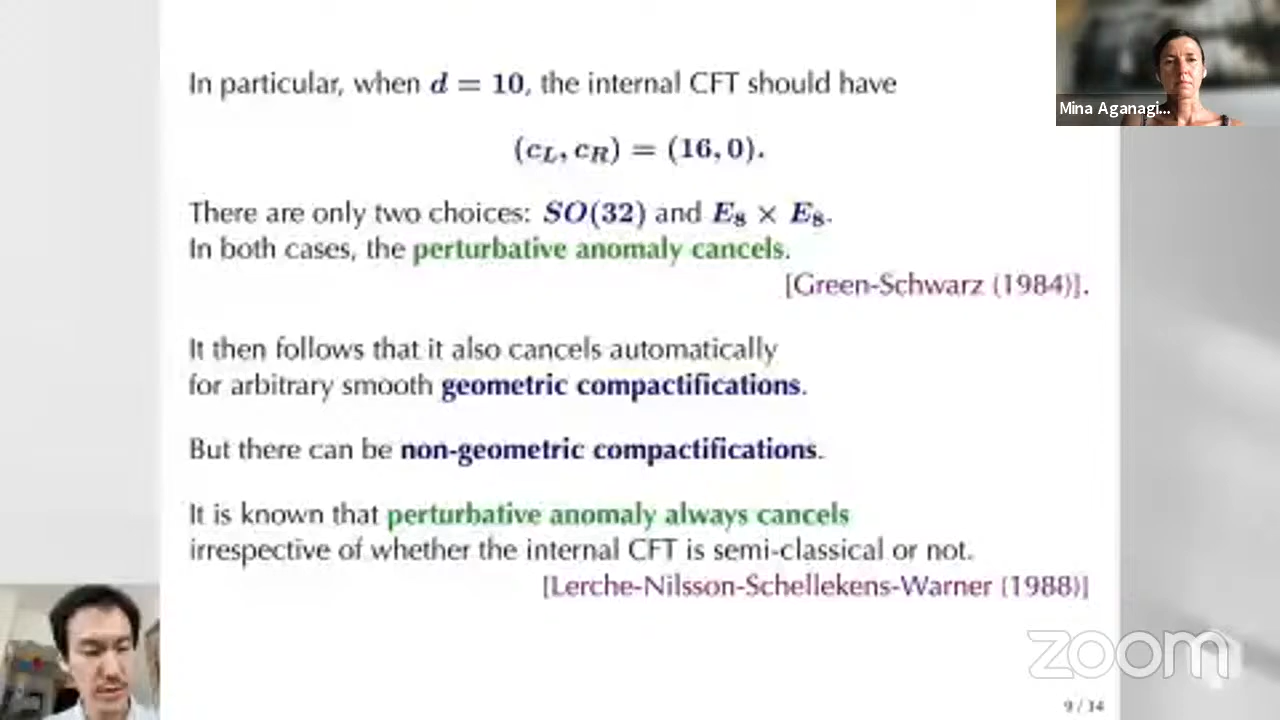 In particular, when d = 10, the internal CFT should have
(c_L, c_R) = (16, 0).
There are only two choices: SO(32) and E_8 × E_8.
In both cases, the perturbative anomaly cancels.
[Green-Schwarz (1984)].
It then follows that it also cancels automatically
for arbitrary smooth geometric compactifications.
But there can be non-geometric compactifications.
It is known that perturbative anomaly always cancels
irrespective of whether the internal CFT is semi-classical or not.
[Lerche-Nilsson-Schellekens-Warner (1988)]
Mina Aganagi...
zoom
9 / 34